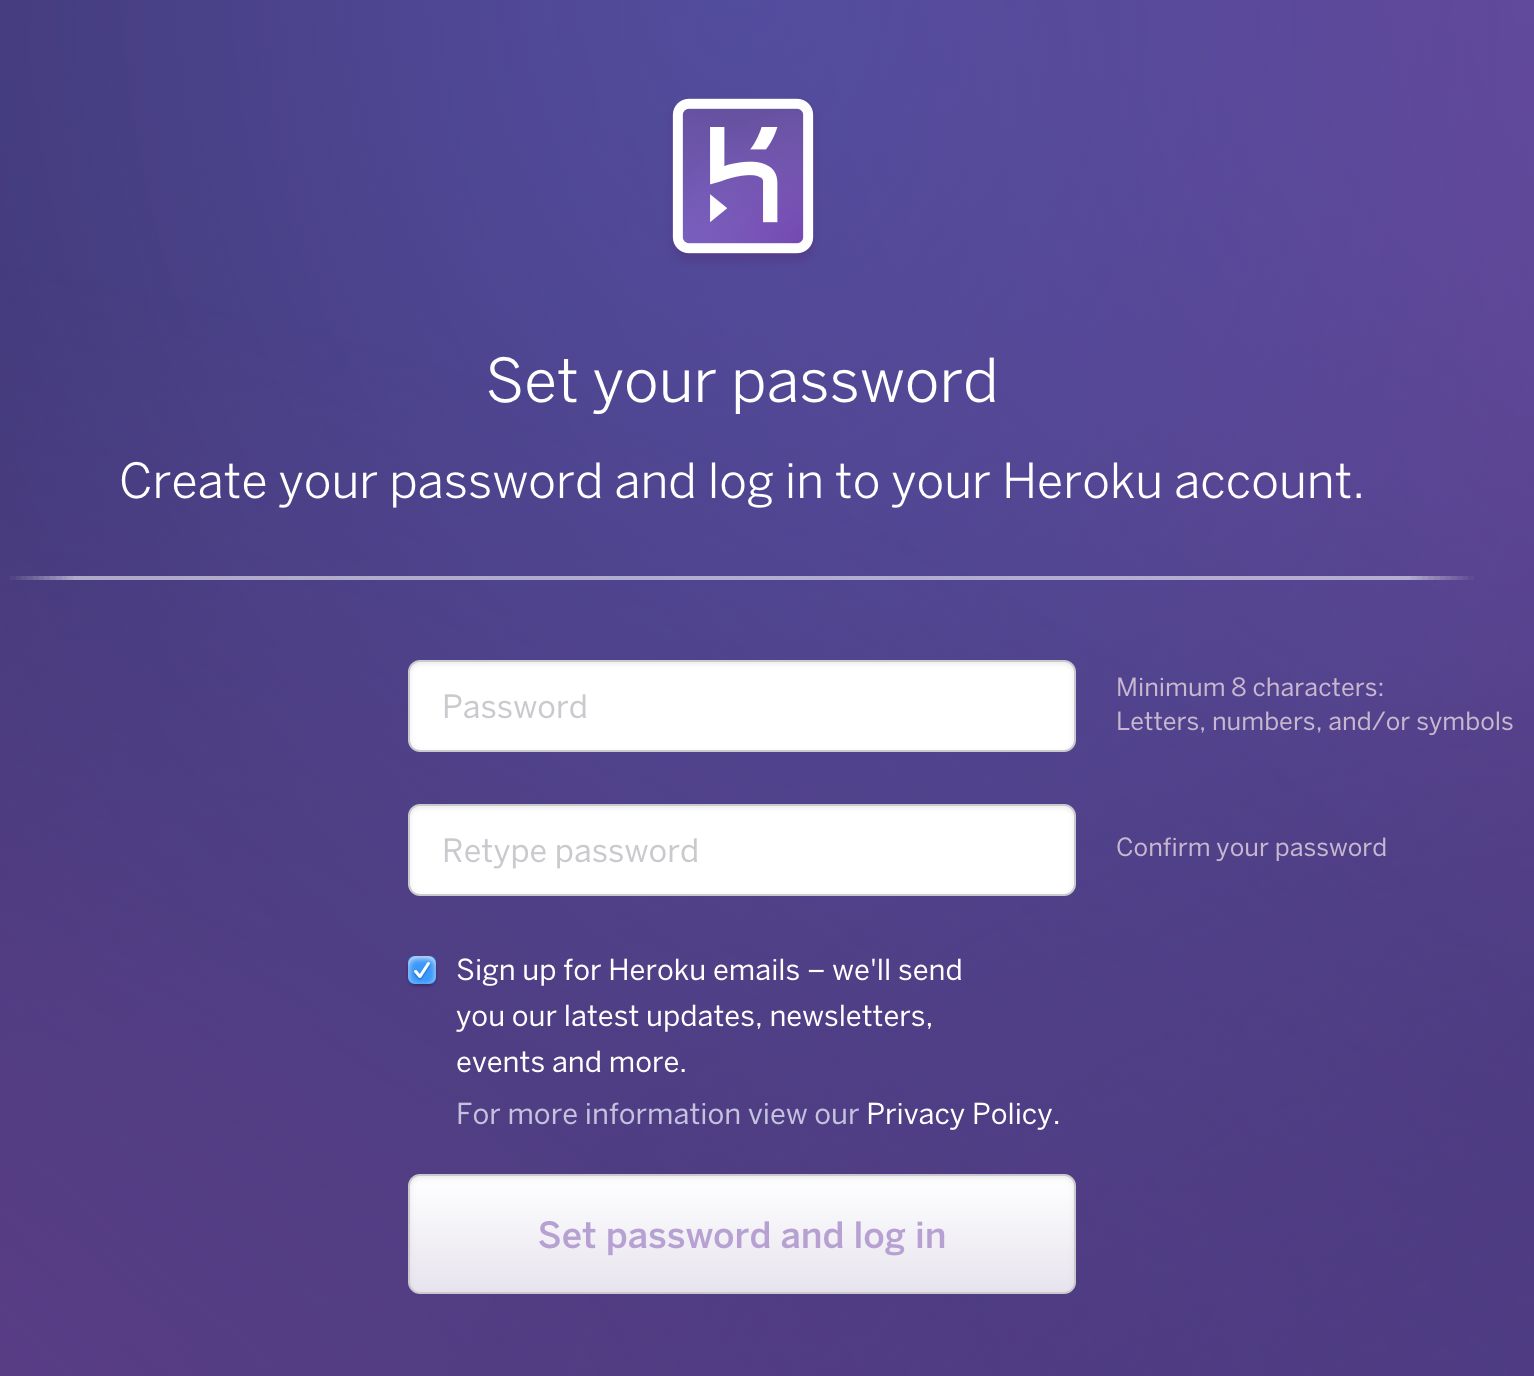 Set your password
Create your password and log in to your Heroku account.
Password
Minimum 8 characters:
Letters, numbers, and/or symbols
Retype password
Confirm your password
Sign up for Heroku emails – we'll send
you our latest updates, newsletters,
events and more.
For more information view our Privacy Policy.
Set password and log in